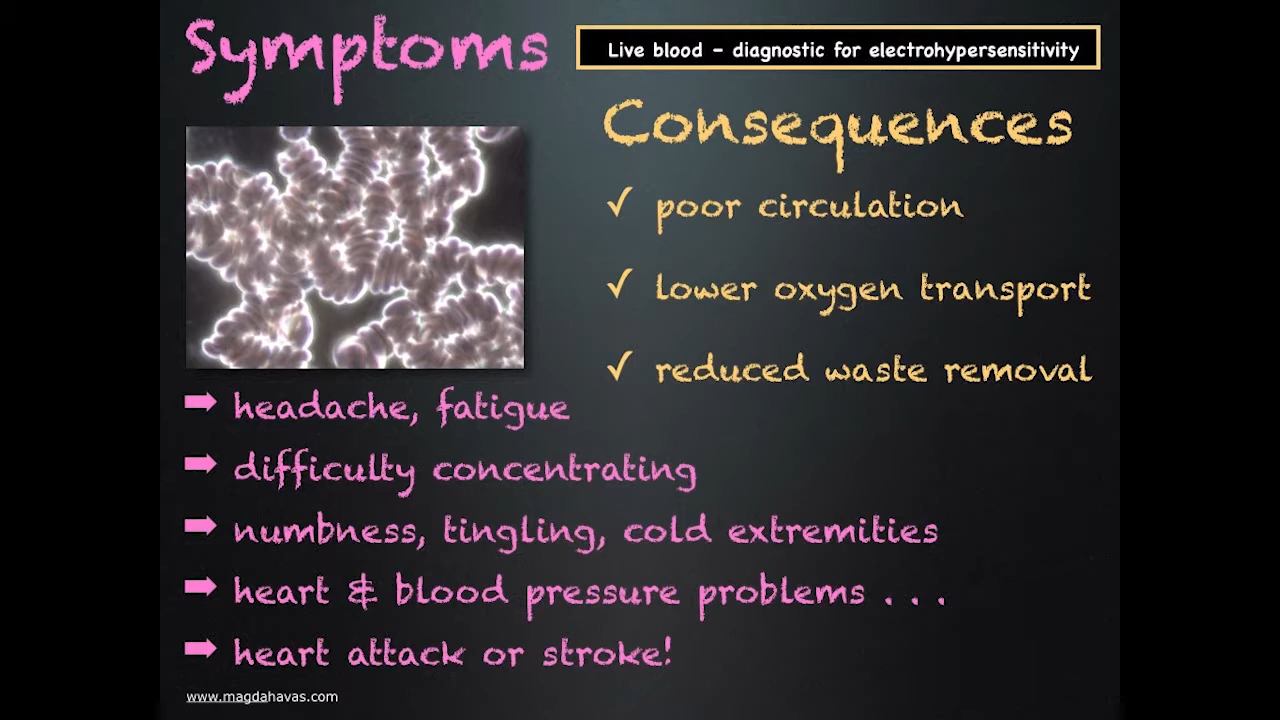 Symptoms
Live blood - diagnostic for electrohypersensitivity
Consequences
✓ poor circulation
✓ lower oxygen transport
✓ reduced waste removal
➡ headache, fatigue
➡ difficulty concentrating
➡ numbness, tingling, cold extremities
➡ heart & blood pressure problems . . .
➡ heart attack or stroke!
www.magdahavas.com